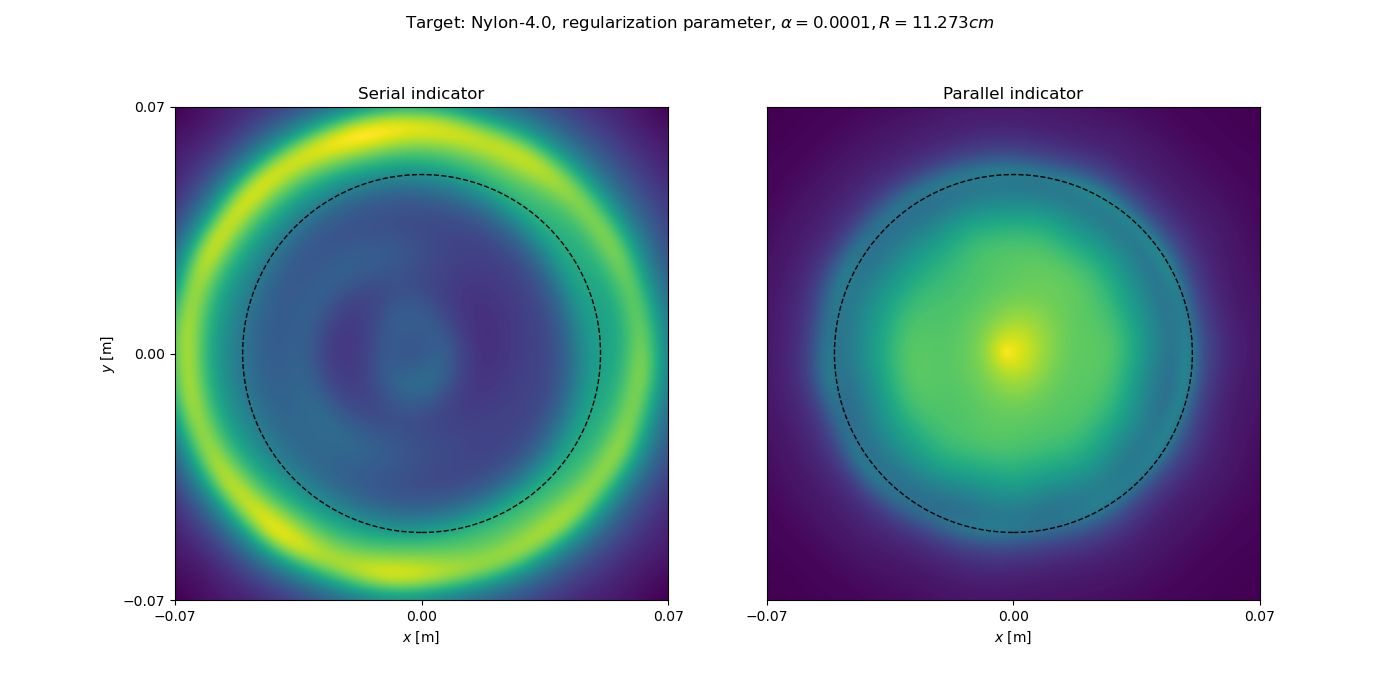 Target: Nylon-4.0, regularization parameter, α = 0.0001, R = 11.273cm
Serial indicator
Parallel indicator
0.07
0.00
−0.07
y [m]
−0.07 0.00 0.07
x [m]
−0.07 0.00 0.07
x [m]